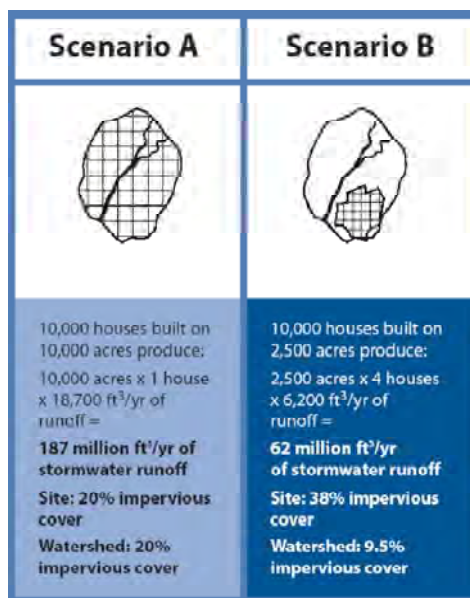 Scenario A
Scenario B
10,000 houses built on
10,000 acres produce:
10,000 acres x 1 house
x 18,700 ft³/yr of
runoff =
187 million ft³/yr of
stormwater runoff
Site: 20% impervious
cover
Watershed: 20%
impervious cover
10,000 houses built on
2,500 acres produce:
2,500 acres x 4 houses
x 6,200 ft³/yr of
runoff =
62 million ft³/yr
of stormwater runoff
Site: 38% impervious
cover
Watershed: 9.5%
impervious cover